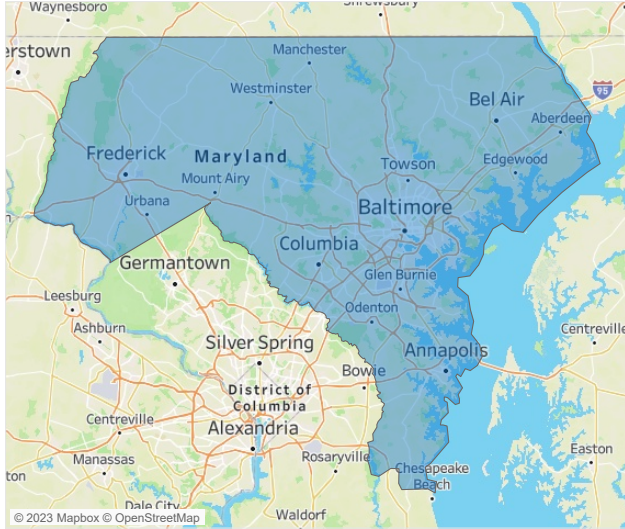 Waynesboro
Shrewsbury
erstown
Manchester
Westminster
95
Bel Air
Aberdeen
Frederick
Maryland
Towson
Edgewood
Mount Airy
Urbana
Baltimore
Columbia
Germantown
Glen Burnie
Leesburg
Odenton
Ashburn
Centreville
Silver Spring
Annapolis
Bowie
District of
Columbia
Centreville
Alexandria
Easton
Rosaryville
Manassas
Chesapeake
Beach
ton
Dale City
Waldorf
© 2023 Mapbox © OpenStreetMap